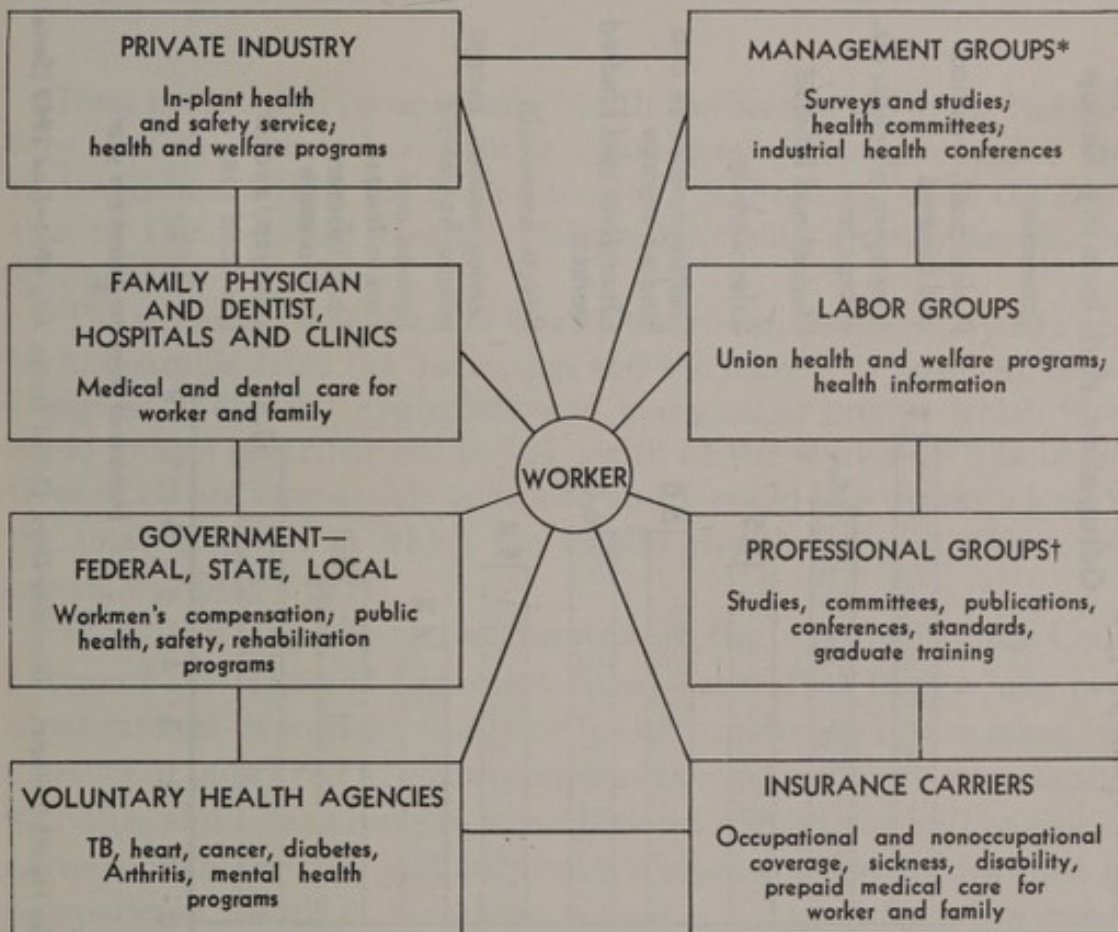 PRIVATE INDUSTRY
In-plant health
and safety service;
health and welfare programs
MANAGEMENT GROUPS*
Surveys and studies;
health committees;
industrial health conferences
FAMILY PHYSICIAN
AND DENTIST,
HOSPITALS AND CLINICS
Medical and dental care for
worker and family
LABOR GROUPS
Union health and welfare programs;
health information
WORKER
GOVERNMENT—
FEDERAL, STATE, LOCAL
Workmen's compensation; public
health, safety, rehabilitation
programs
PROFESSIONAL GROUPS†
Studies, committees, publications,
conferences, standards,
graduate training
VOLUNTARY HEALTH AGENCIES
TB, heart, cancer, diabetes,
Arthritis, mental health
programs
INSURANCE CARRIERS
Occupational and nonoccupational
coverage, sickness, disability,
prepaid medical care for
worker and family